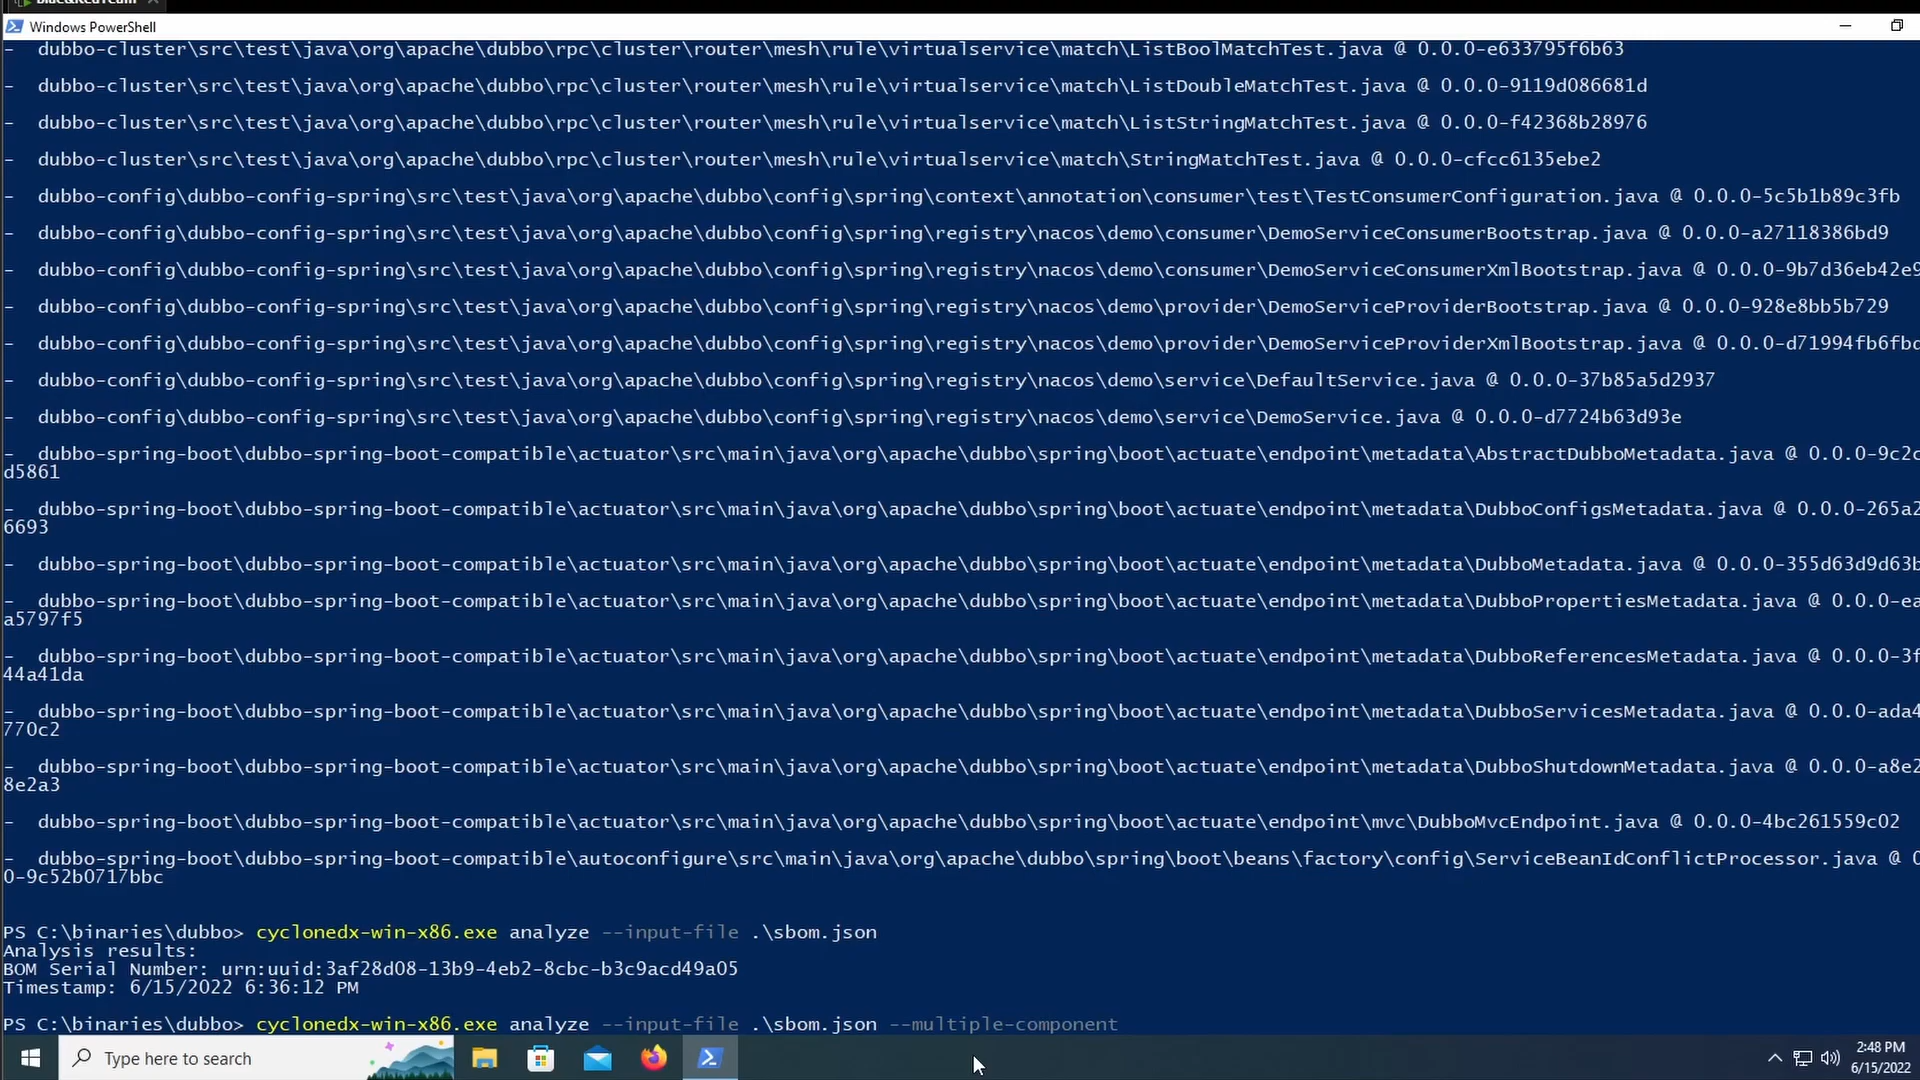 Windows PowerShell
- dubbo-cluster\src\test\java\org\apache\dubbo\rpc\cluster\router\mesh\rule\virtualservice\match\ListBoolMatchTest.java @ 0.0.0-e633795f6b63
- dubbo-cluster\src\test\java\org\apache\dubbo\rpc\cluster\router\mesh\rule\virtualservice\match\ListDoubleMatchTest.java @ 0.0.0-9119d086681d
- dubbo-cluster\src\test\java\org\apache\dubbo\rpc\cluster\router\mesh\rule\virtualservice\match\ListStringMatchTest.java @ 0.0.0-f42368b28976
- dubbo-cluster\src\test\java\org\apache\dubbo\rpc\cluster\router\mesh\rule\virtualservice\match\StringMatchTest.java @ 0.0.0-cfcc6135ebe2
- dubbo-config\dubbo-config-spring\src\test\java\org\apache\dubbo\config\spring\context\annotation\consumer\test\TestConsumerConfiguration.java @ 0.0.0-5c5b1b89c3fb
- dubbo-config\dubbo-config-spring\src\test\java\org\apache\dubbo\config\spring\registry\nacos\demo\consumer\DemoServiceConsumerBootstrap.java @ 0.0.0-a27118386bd9
- dubbo-config\dubbo-config-spring\src\test\java\org\apache\dubbo\config\spring\registry\nacos\demo\consumer\DemoServiceConsumerXmlBootstrap.java @ 0.0.0-9b7d36eb42e9
- dubbo-config\dubbo-config-spring\src\test\java\org\apache\dubbo\config\spring\registry\nacos\demo\provider\DemoServiceProviderBootstrap.java @ 0.0.0-928e8bb5b729
- dubbo-config\dubbo-config-spring\src\test\java\org\apache\dubbo\config\spring\registry\nacos\demo\provider\DemoServiceProviderXmlBootstrap.java @ 0.0.0-d71994fb6fbd
- dubbo-config\dubbo-config-spring\src\test\java\org\apache\dubbo\config\spring\registry\nacos\demo\service\DefaultService.java @ 0.0.0-37b85a5d2937
- dubbo-config\dubbo-config-spring\src\test\java\org\apache\dubbo\config\spring\registry\nacos\demo\service\DemoService.java @ 0.0.0-d7724b63d93e
- dubbo-spring-boot\dubbo-spring-boot-compatible\actuator\src\main\java\org\apache\dubbo\spring\boot\actuate\endpoint\metadata\AbstractDubboMetadata.java @ 0.0.0-9c2c
d5861
- dubbo-spring-boot\dubbo-spring-boot-compatible\actuator\src\main\java\org\apache\dubbo\spring\boot\actuate\endpoint\metadata\DubboConfigsMetadata.java @ 0.0.0-265a2
6693
- dubbo-spring-boot\dubbo-spring-boot-compatible\actuator\src\main\java\org\apache\dubbo\spring\boot\actuate\endpoint\metadata\DubboMetadata.java @ 0.0.0-355d63d9d63b
- dubbo-spring-boot\dubbo-spring-boot-compatible\actuator\src\main\java\org\apache\dubbo\spring\boot\actuate\endpoint\metadata\DubboPropertiesMetadata.java @ 0.0.0-ea
a5797f5
- dubbo-spring-boot\dubbo-spring-boot-compatible\actuator\src\main\java\org\apache\dubbo\spring\boot\actuate\endpoint\metadata\DubboReferencesMetadata.java @ 0.0.0-3f
44a41da
- dubbo-spring-boot\dubbo-spring-boot-compatible\actuator\src\main\java\org\apache\dubbo\spring\boot\actuate\endpoint\metadata\DubboServicesMetadata.java @ 0.0.0-ada4
770c2
- dubbo-spring-boot\dubbo-spring-boot-compatible\actuator\src\main\java\org\apache\dubbo\spring\boot\actuate\endpoint\metadata\DubboShutdownMetadata.java @ 0.0.0-a8e2
8e2a3
- dubbo-spring-boot\dubbo-spring-boot-compatible\actuator\src\main\java\org\apache\dubbo\spring\boot\actuate\endpoint\mvc\DubboMvcEndpoint.java @ 0.0.0-4bc261559c02
- dubbo-spring-boot\dubbo-spring-boot-compatible\autoconfigure\src\main\java\org\apache\dubbo\spring\boot\beans\factory\config\ServiceBeanIdConflictProcessor.java @ 0
0-9c52b0717bbc
PS C:\binaries\dubbo> cyclonedx-win-x86.exe analyze --input-file .\sbom.json
Analysis results:
BOM Serial Number: urn:uuid:3af28d08-13b9-4eb2-8cbc-b3c9acd49a05
Timestamp: 6/15/2022 6:36:12 PM
PS C:\binaries\dubbo> cyclonedx-win-x86.exe analyze --input-file .\sbom.json --multiple-component
Type here to search
2:48 PM
6/15/2022